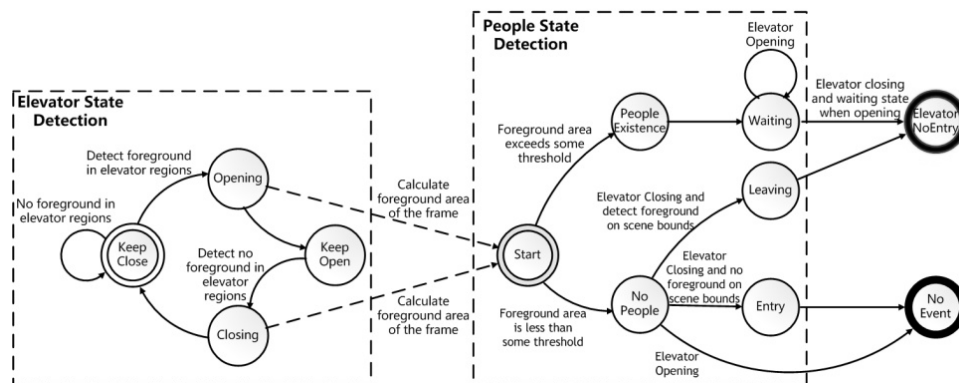 People State
Detection
Elevator State
Detection
Elevator
Opening
Elevator closing
and waiting state
when opening
People
Existence
Waiting
Elevator
NoEntry
Foreground area
exceeds some
threshold
Detect foreground
in elevator regions
Opening
No foreground in
elevator regions
Calculate
foreground area
of the frame
Elevator Closing and
detect foreground
on scene bounds
Leaving
Keep
Close
Detect no
foreground in
elevator
regions
Keep
Open
Start
Elevator
Closing and no
foreground on
scene bounds
Closing
Calculate
foreground area
of the frame
Foreground area
is less than
some threshold
No
People
Entry
No
Event
Elevator
Opening